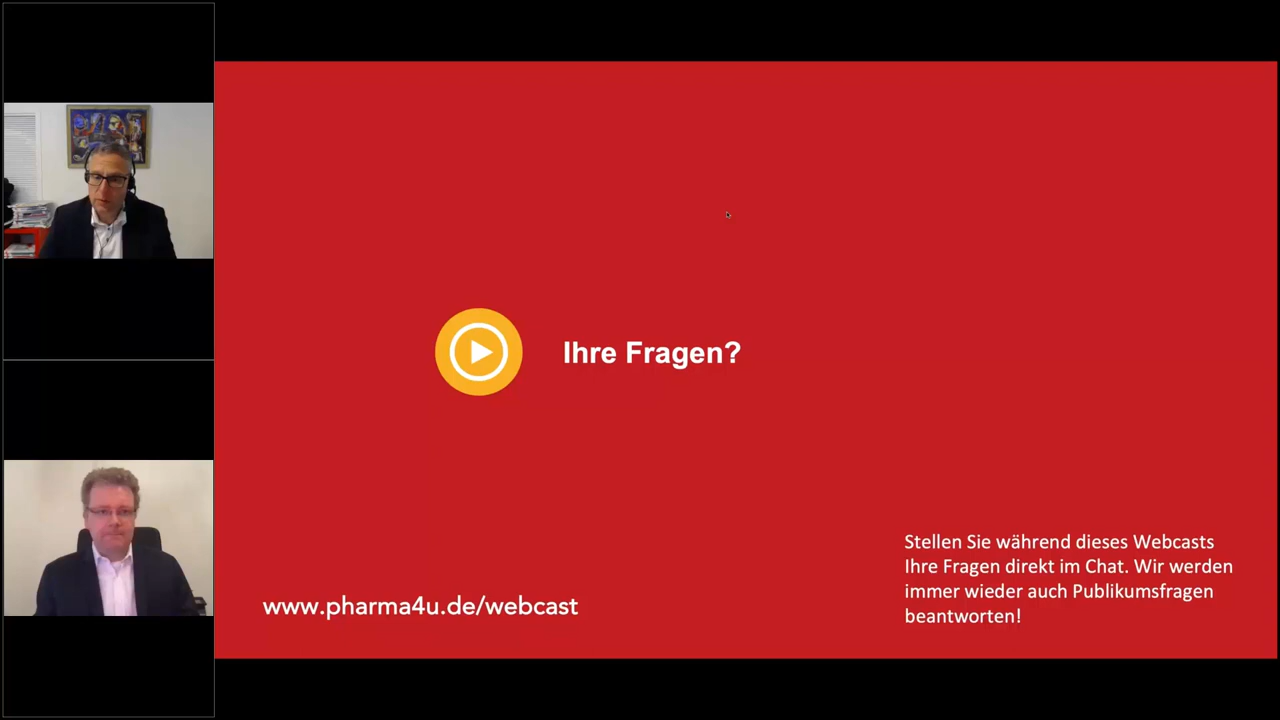 Ihre Fragen?
www.pharma4u.de/webcast
Stellen Sie während dieses Webcasts
Ihre Fragen direkt im Chat. Wir werden
immer wieder auch Publikumsfragen
beantworten!